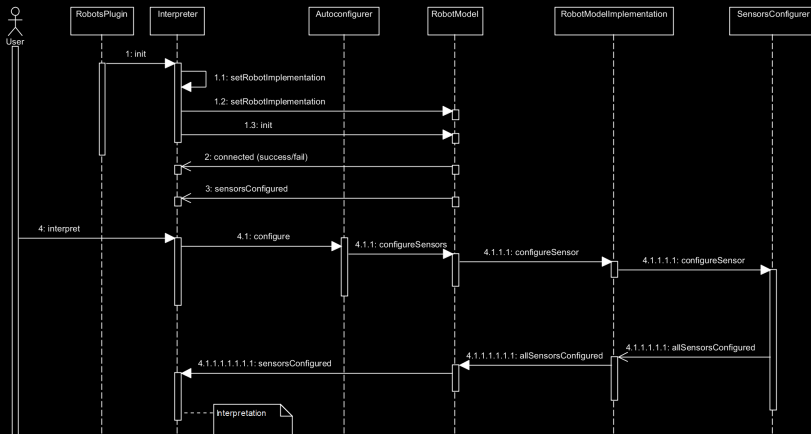 RobotsPlugin Interpreter Autoconfigurer RobotModel RobotModelImplementation SensorsConfigurer
User
1: init
1.1: setRobotImplementation
1.2: setRobotImplementation
1.3: init
2: connected (success/fail)
3: sensorsConfigured
4: interpret
4.1: configure
4.1.1: configureSensors
4.1.1.1: configureSensor
4.1.1.1.1: configureSensor
4.1.1.1.1.1: allSensorsConfigured
4.1.1.1.1.1.1: allSensorsConfigured
4.1.1.1.1.1.1.1: sensorsConfigured
Interpretation